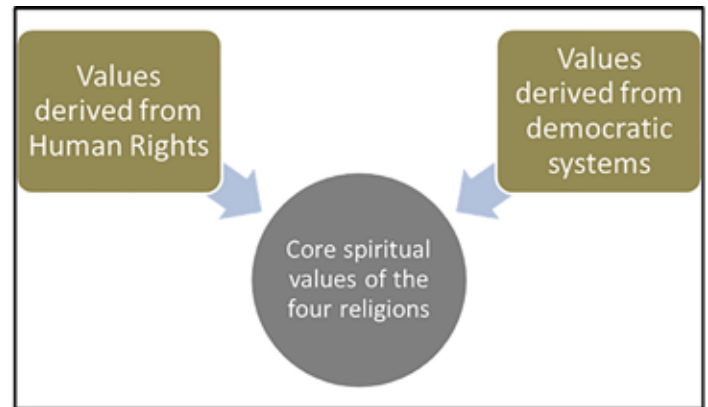 Values
derived from
Human Rights
Values
derived from
democratic
systems
Core spiritual
values of the
four religions